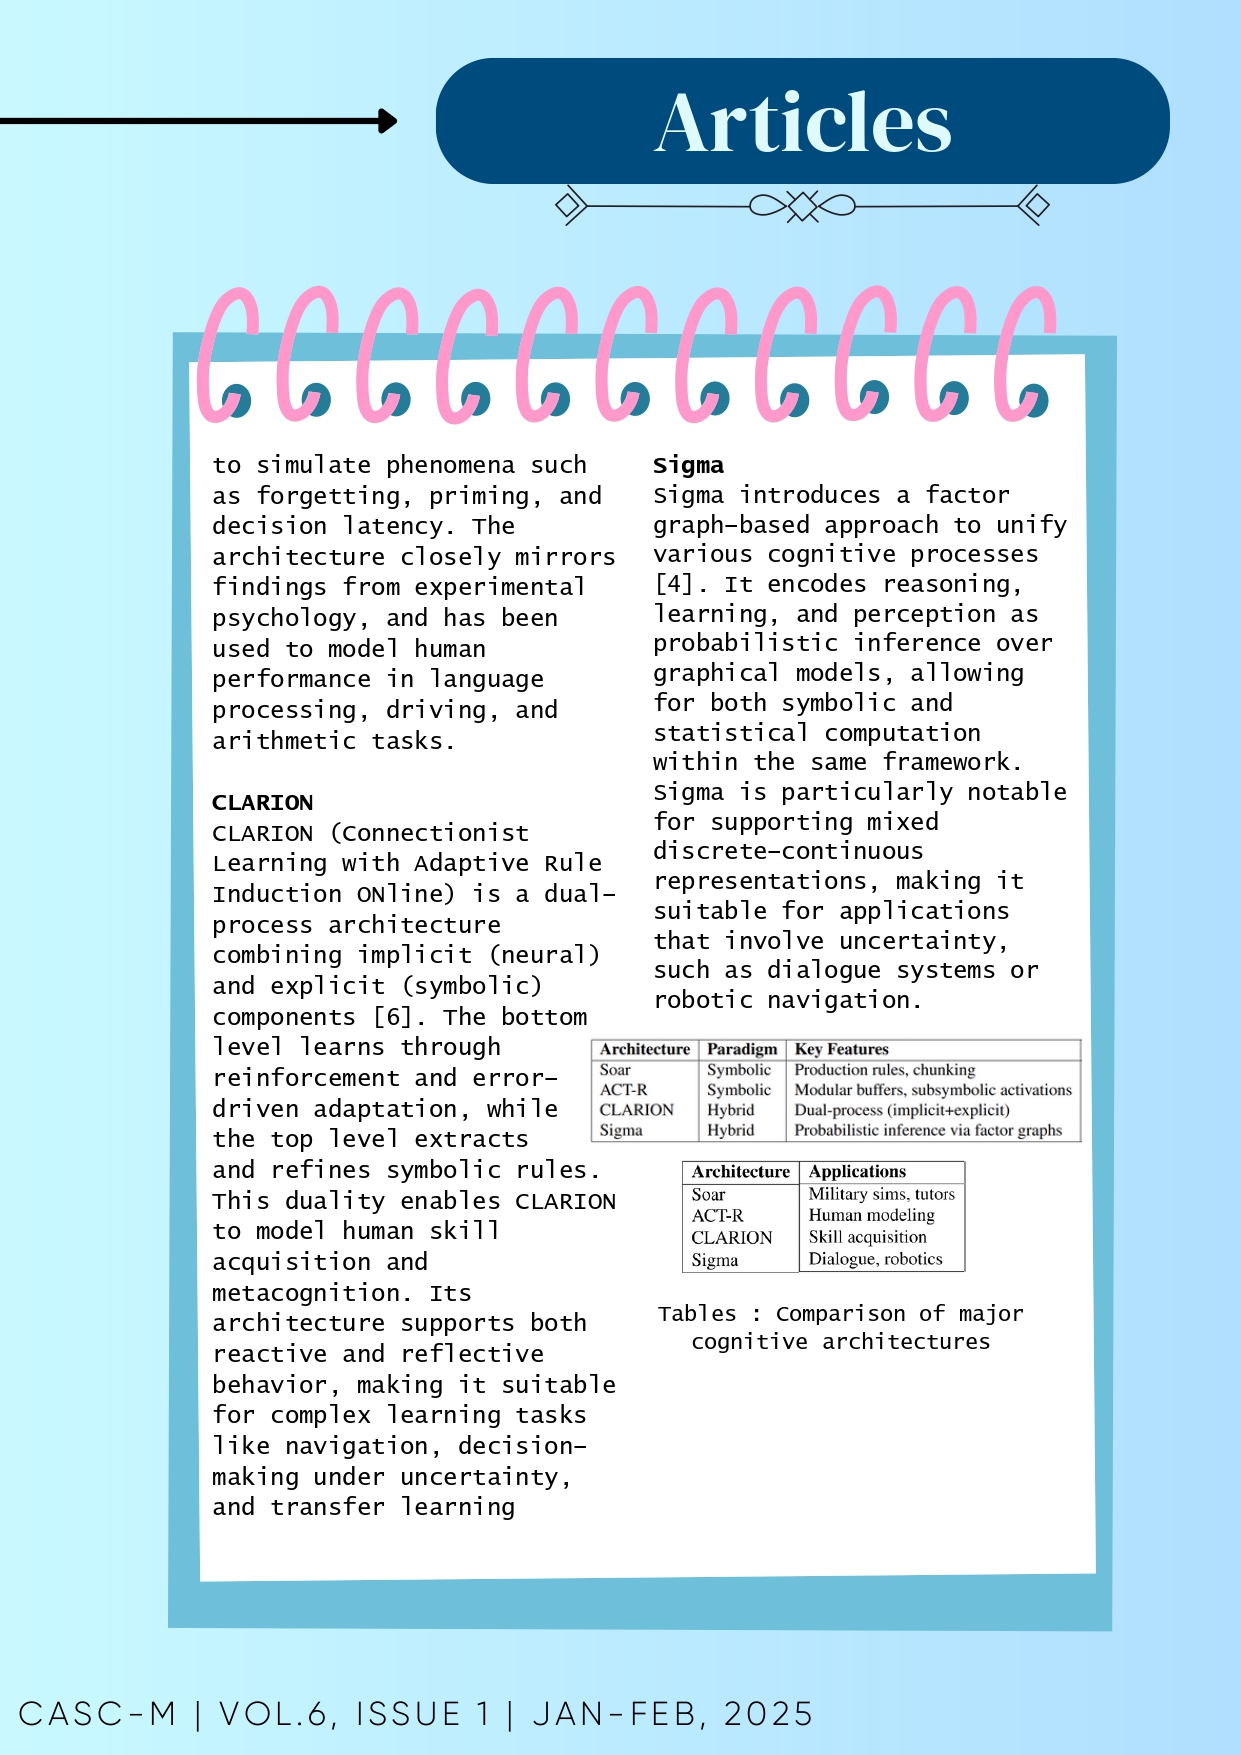 Articles
to simulate phenomena such
as forgetting, priming, and
decision latency. The
architecture closely mirrors
findings from experimental
psychology, and has been
used to model human
performance in language
processing, driving, and
arithmetic tasks.
CLARION
CLARION (Connectionist
Learning with Adaptive Rule
Induction ONline) is a dual-
process architecture
combining implicit (neural)
and explicit (symbolic)
components [6]. The bottom
level learns through
reinforcement and error-
driven adaptation, while
the top level extracts
and refines symbolic rules.
This duality enables CLARION
to model human skill
acquisition and
metacognition. Its
architecture supports both
reactive and reflective
behavior, making it suitable
for complex learning tasks
like navigation, decision-
making under uncertainty,
and transfer learning
Sigma
Sigma introduces a factor
graph-based approach to unify
various cognitive processes
[4]. It encodes reasoning,
learning, and perception as
probabilistic inference over
graphical models, allowing
for both symbolic and
statistical computation
within the same framework.
Sigma is particularly notable
for supporting mixed
discrete-continuous
representations, making it
suitable for applications
that involve uncertainty,
such as dialogue systems or
robotic navigation.
Architecture Paradigm Key Features
Soar Symbolic Production rules, chunking
ACT-R Symbolic Modular buffers, subsymbolic activations
CLARION Hybrid Dual-process (implicit+explicit)
Sigma Hybrid Probabilistic inference via factor graphs
Architecture Applications
Soar Military sims, tutors
ACT-R Human modeling
CLARION Skill acquisition
Sigma Dialogue, robotics
Tables : Comparison of major
cognitive architectures
CASC-M | VOL.6, ISSUE 1 | JAN-FEB, 2025